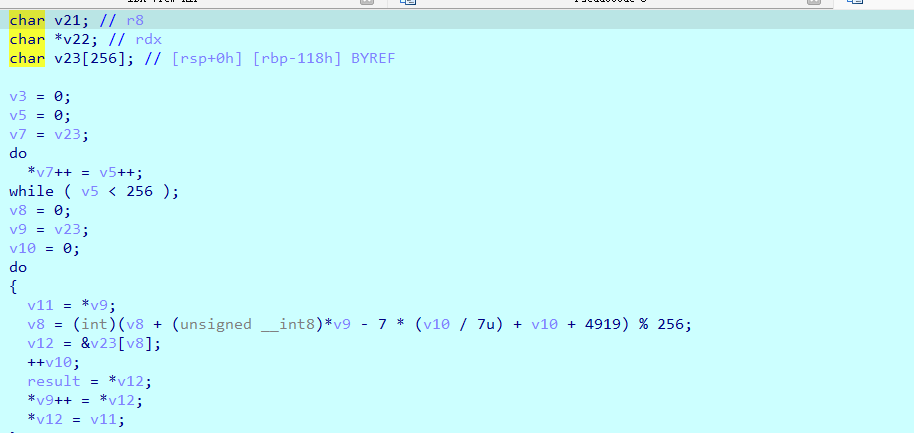 char v21; // r8
char *v22; // rdx
char v23[256]; // [rsp+0h] [rbp-118h] BYREF
v3 = 0;
v5 = 0;
v7 = v23;
do
*v7++ = v5++;
while ( v5 < 256 );
v8 = 0;
v9 = v23;
v10 = 0;
do
{
v11 = *v9;
v8 = (int)(v8 + (unsigned __int8)*v9 - 7 * (v10 / 7u) + v10 + 4919) % 256;
v12 = &v23[v8];
++v10;
result = *v12;
*v9++ = *v12;
*v12 = v11;